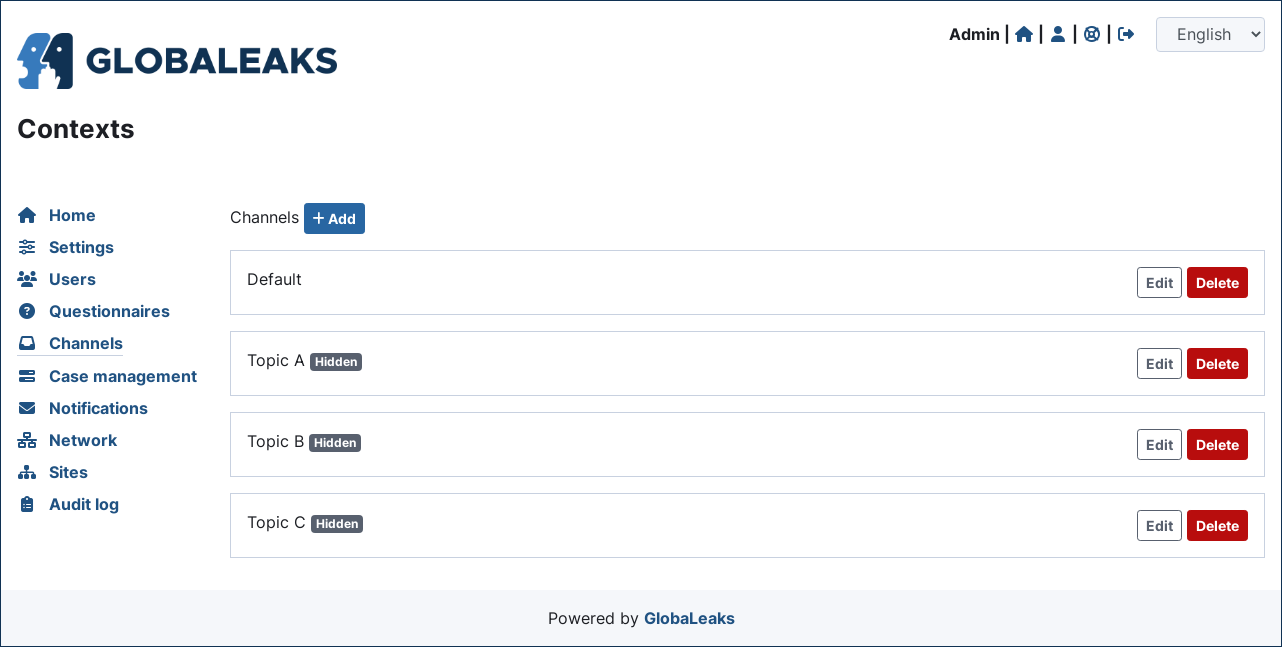 Admin | | | |
English
GLOBALEAKS
Contexts
Home
Settings
Users
Questionnaires
Channels
Case management
Notifications
Network
Sites
Audit log
Channels Add
Default
Edit Delete
Topic A Hidden
Edit Delete
Topic B Hidden
Edit Delete
Topic C Hidden
Edit Delete
Powered by GlobaLeaks